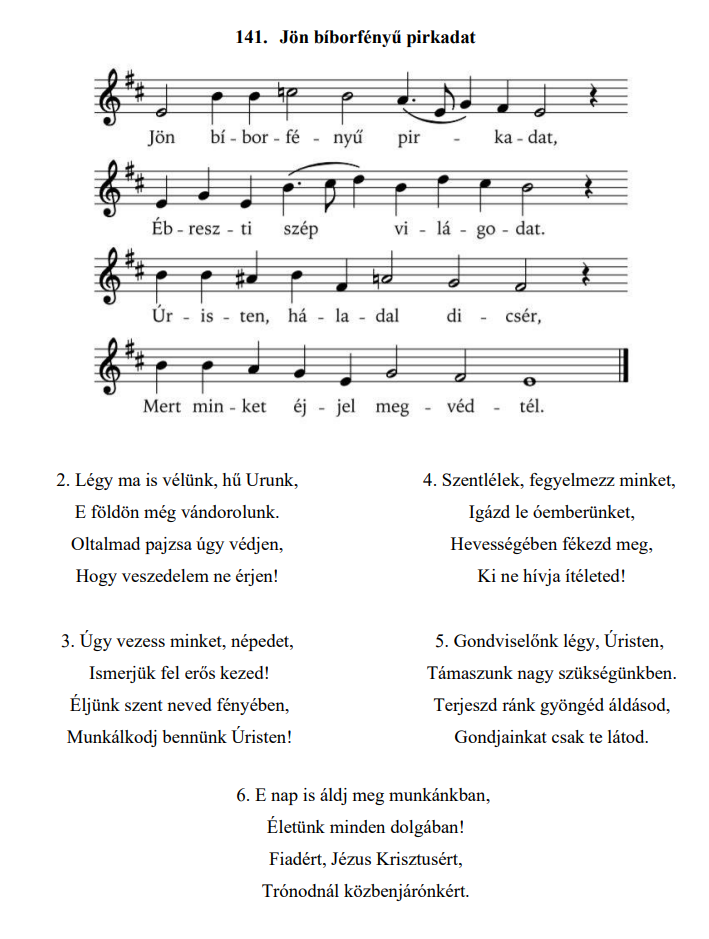 141. Jön bíborfényű pirkadat
Jön bí - bor - fé - nyű pir - ka - dat,
Éb - resz - ti szép vi - lá - go - dat.
Úr - is - ten, há - la - dal di - csér,
Mert min - ket éj - jel meg - véd - tél.
2. Légy ma is vélünk, hű Urunk,
E földön még vándorolunk.
Oltalmad pajzsa úgy védjen,
Hogy veszedelem ne érjen!
3. Úgy vezess minket, népedet,
Ismerjük fel erős kezed!
Éljünk szent neved fényében,
Munkálkodj bennünk Úristen!
4. Szentlélek, fegyelmezz minket,
Igázd le óemberünket,
Hevességében fékezd meg,
Ki ne hívja ítéleted!
5. Gondviselőnk légy, Úristen,
Támaszunk nagy szükségünkben.
Terjeszd ránk gyöngéd áldásod,
Gondjainkat csak te látod.
6. E nap is áldj meg munkánkban,
Életünk minden dolgában!
Fiadért, Jézus Krisztusért,
Trónodnál közbenjárónkért.